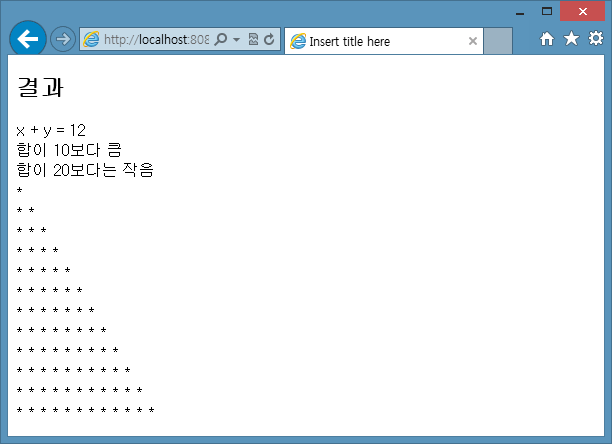 http://localhost:808
Insert title here
결과
x + y = 12
합이 10보다 큼
합이 20보다는 작음
*
* *
* * *
* * * *
* * * * *
* * * * * *
* * * * * * *
* * * * * * * *
* * * * * * * * *
* * * * * * * * * *
* * * * * * * * * * *
* * * * * * * * * * * *